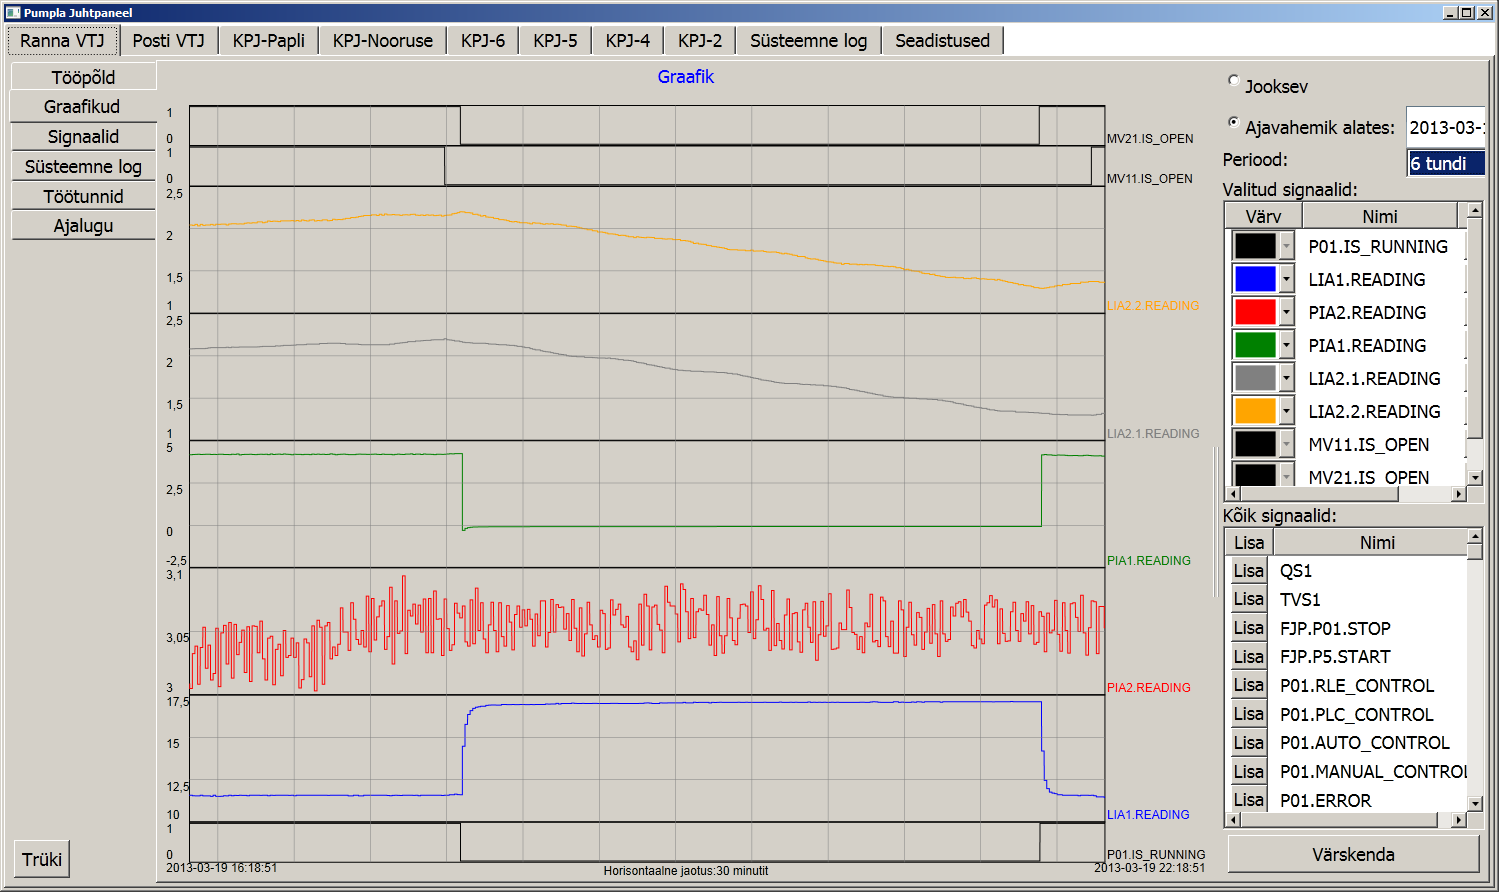 Pumpla Juhtpaneel
Ranna VTJ
Posti VTJ
KPJ-Papli
KPJ-Nooruse
KPJ-6
KPJ-5
KPJ-4
KPJ-2
Süsteemne log
Seadistused
Tööpõld
Graafikud
Signaalid
Süsteemne log
Töötunnid
Ajalugu
Trüki
Graafik
1
0
MV21.IS_OPEN
1
0
MV11.IS_OPEN
2,5
2
1,5
1
LIA2.2.READING
2,5
2
1,5
1
LIA2.1.READING
5
2,5
0
-2,5
PIA1.READING
3,1
3,05
3
PIA2.READING
17,5
15
12,5
10
LIA1.READING
1
0
P01.IS_RUNNING
2013-03-19 16:18:51
Horisontaalne jaotus:30 minutit
2013-03-19 22:18:51
Jooksev
Ajavahemik alates:
2013-03-
Periood:
6 tundi
Valitud signaalid:
Värv Nimi
P01.IS_RUNNING
LIA1.READING
PIA2.READING
PIA1.READING
LIA2.1.READING
LIA2.2.READING
MV11.IS_OPEN
MV21.IS_OPEN
Kõik signaalid:
Lisa Nimi
Lisa QS1
Lisa TVS1
Lisa FJP.P01.STOP
Lisa FJP.P5.START
Lisa P01.RLE_CONTROL
Lisa P01.PLC_CONTROL
Lisa P01.AUTO_CONTROL
Lisa P01.MANUAL_CONTROL
Lisa P01.ERROR
Värskenda